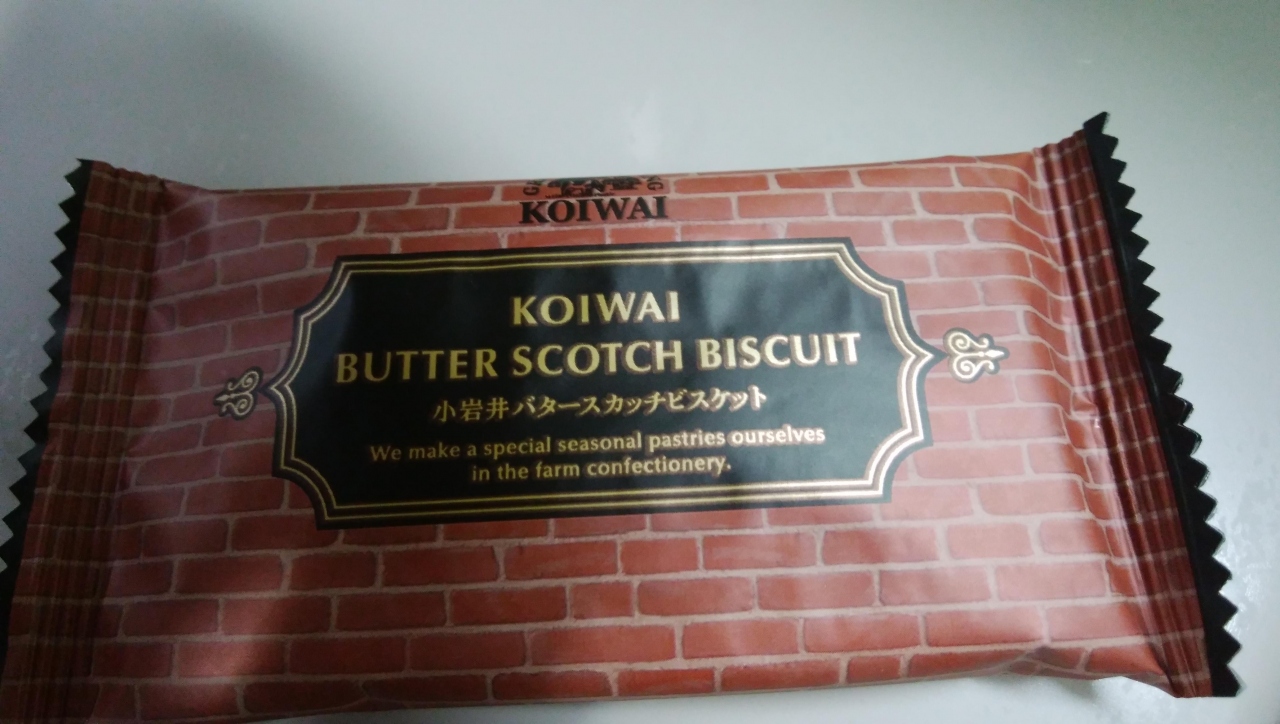 KOIWAI
KOIWAI
BUTTER SCOTCH BISCUIT
小岩井バタースカッチビスケット
We make a special seasonal pastries ourselves
in the farm confectionery.